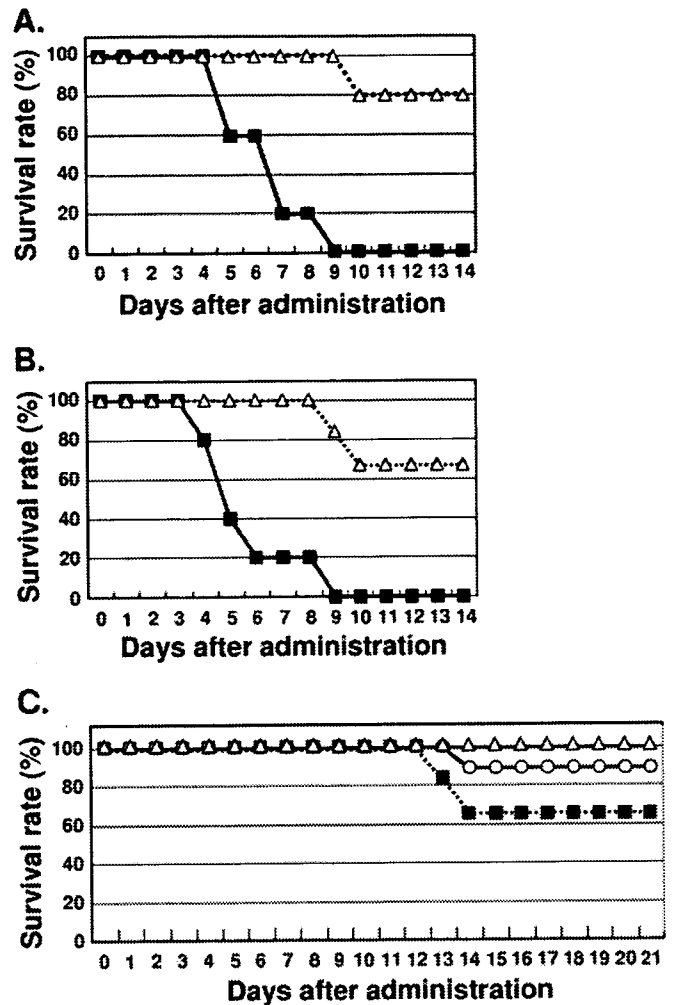 A.
Survival rate (%)
100
80
60
40
20
0
0 1 2 3 4 5 6 7 8 9 10 11 12 13 14
Days after administration
B.
Survival rate (%)
100
80
60
40
20
0
0 1 2 3 4 5 6 7 8 9 10 11 12 13 14
Days after administration
C.
Survival rate (%)
100
80
60
40
20
0
0 1 2 3 4 5 6 7 8 9 10 11 12 13 14 15 16 17 18 19 20 21
Days after administration